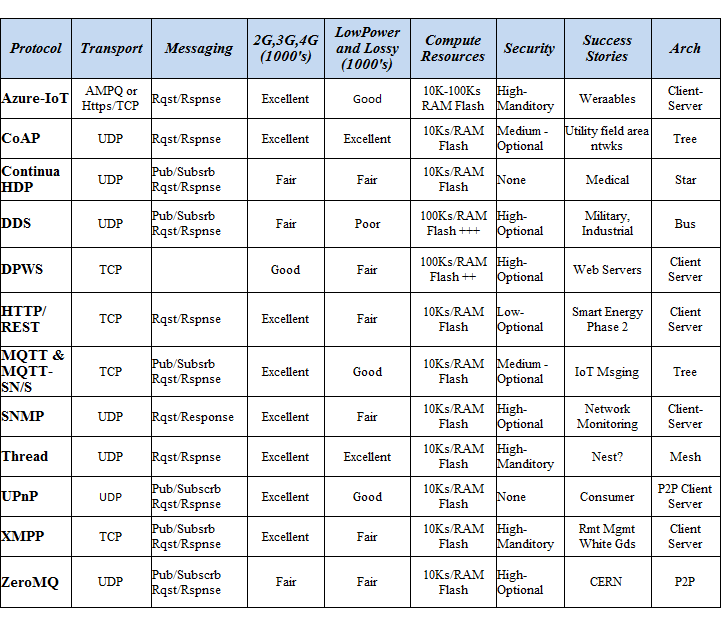 Protocol Transport Messaging 2G,3G,4G (1000's) LowPower and Lossy (1000's) Compute Resources Security Success Stories Arch
Azure-IoT AMPQ or Https/TCP Rqst/Rspnse Excellent Good 10K-100Ks RAM Flash High-Manditory Weraables Client-Server
CoAP UDP Rqst/Rspnse Excellent Excellent 10Ks/RAM Flash Medium - Optional Utility field area ntwks Tree
Continua HDP UDP Pub/Subsrb Rqst/Rspnse Fair Fair 10Ks/RAM Flash None Medical Star
DDS UDP Pub/Subsrb Rqst/Rspnse Fair Poor 100Ks/RAM Flash +++ High-Optional Military, Industrial Bus
DPWS TCP Good Fair 100Ks/RAM Flash ++ High-Optional Web Servers Client Server
HTTP/ REST TCP Rqst/Rspnse Excellent Fair 10Ks/RAM Flash Low-Optional Smart Energy Phase 2 Client Server
MQTT & MQTT-SN/S TCP Pub/Subsrb Rqst/Rspnse Excellent Good 10Ks/RAM Flash Medium - Optional IoT Msging Tree
SNMP UDP Rqst/Response Excellent Fair 10Ks/RAM Flash High-Optional Network Monitoring Client-Server
Thread UDP Rqst/Rspnse Excellent Excellent 10Ks/RAM Flash High-Manditory Nest? Mesh
UPnP UDP Pub/Subscrb Rqst/Rspnse Excellent Good 10Ks/RAM Flash None Consumer P2P Client Server
XMPP TCP Pub/Subsrb Rqst/Rspnse Excellent Fair 10Ks/RAM Flash High-Manditory Rmt Mgmt White Gds Client Server
ZeroMQ UDP Pub/Subscrb Rqst/Rspnse Fair Fair 10Ks/RAM Flash High-Optional CERN P2P